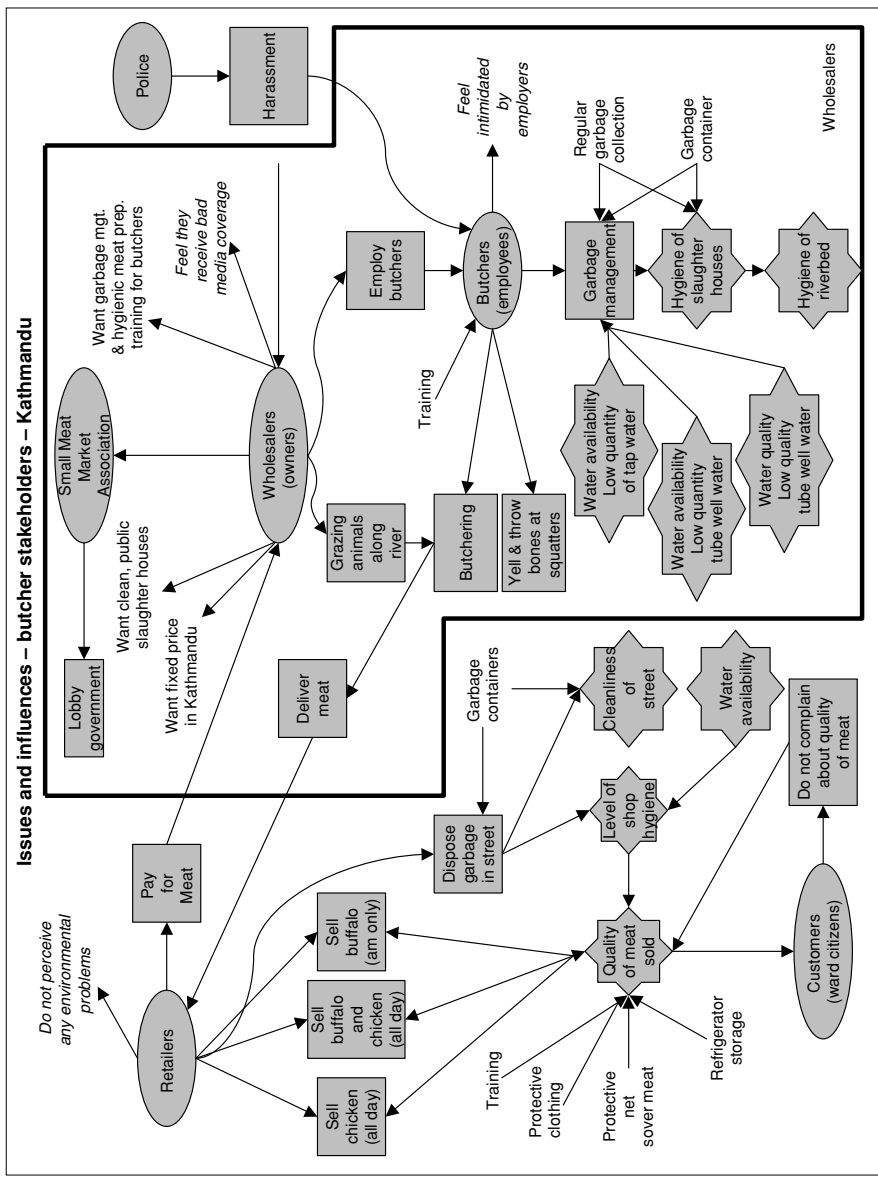 Issues and influences – butcher stakeholders – Kathmandu
Do not perceive
any environmental
problems
Retailers
Pay
for
Meat
Sell
chicken
(all day)
Sell
buffalo
and
chicken
(all day)
Sell
buffalo
(am only)
Dispose
garbage
in street
Garbage
containers
Deliver
meat
Training
Protective
clothing
Protective
net
sover meat
Refrigerator
storage
Quality
of meat
sold
Level of
shop
hygiene
Cleanliness
of
street
Water
availability
Customers
(ward citizens)
Do not complain
about quality
of meat
Lobby
government
Small Meat
Market
Association
Want garbage mgt.
& hygienic meat prep.
training for butchers
Feel they
receive bad
media coverage
Want clean, public
slaughter houses
Want fixed price
in Kathmandu
Wholesalers
(owners)
Grazing
animals
along
river
Employ
butchers
Police
Harassment
Training
Butchers
(employees)
Feel
intimidated
by
employers
Butchering
Yell & throw
bones at
squatters
Garbage
management
Regular
garbage
collection
Garbage
container
Water availability
Low quantity
of tap water
Water availability
Low quantity
tube well water
Water quality
Low quality
tube well water
Hygiene of
slaughter
houses
Hygiene of
riverbed
Wholesalers